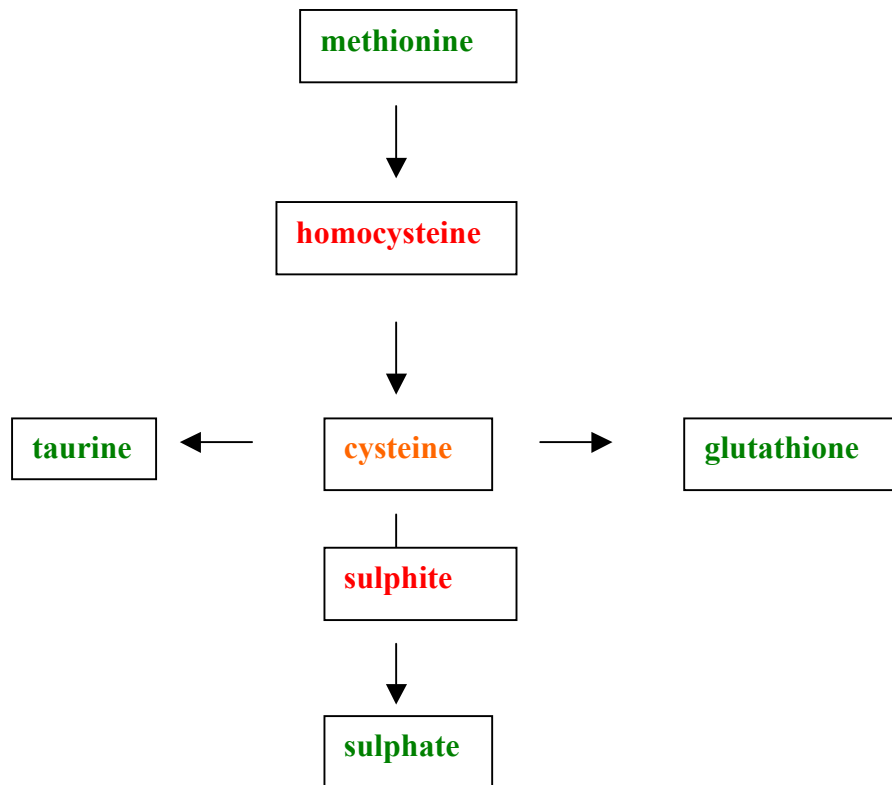 methionine
homocysteine
taurine
cysteine
glutathione
sulphite
sulphate